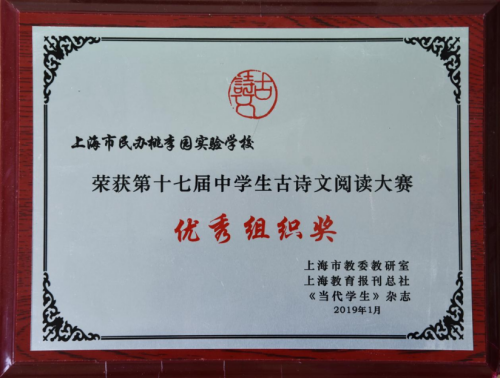 上海市民办桃李园实验学校
荣获第十七届中学生古诗文阅读大赛
优秀组织奖
上海市教委教研室
上海教育报刊总社
《当代学生》杂志
2019年1月